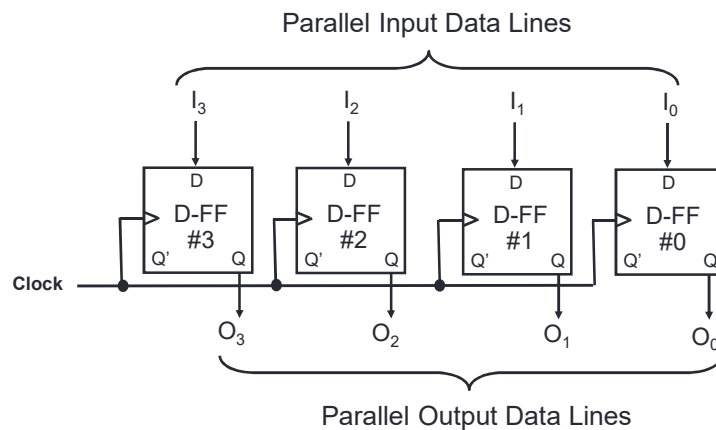 Parallel Input Data Lines
I₃ I₂ I₁ I₀
D D D D
D-FF D-FF D-FF D-FF
#3 #2 #1 #0
Q' Q Q' Q Q' Q Q' Q
Clock
O₃ O₂ O₁ O₀
Parallel Output Data Lines